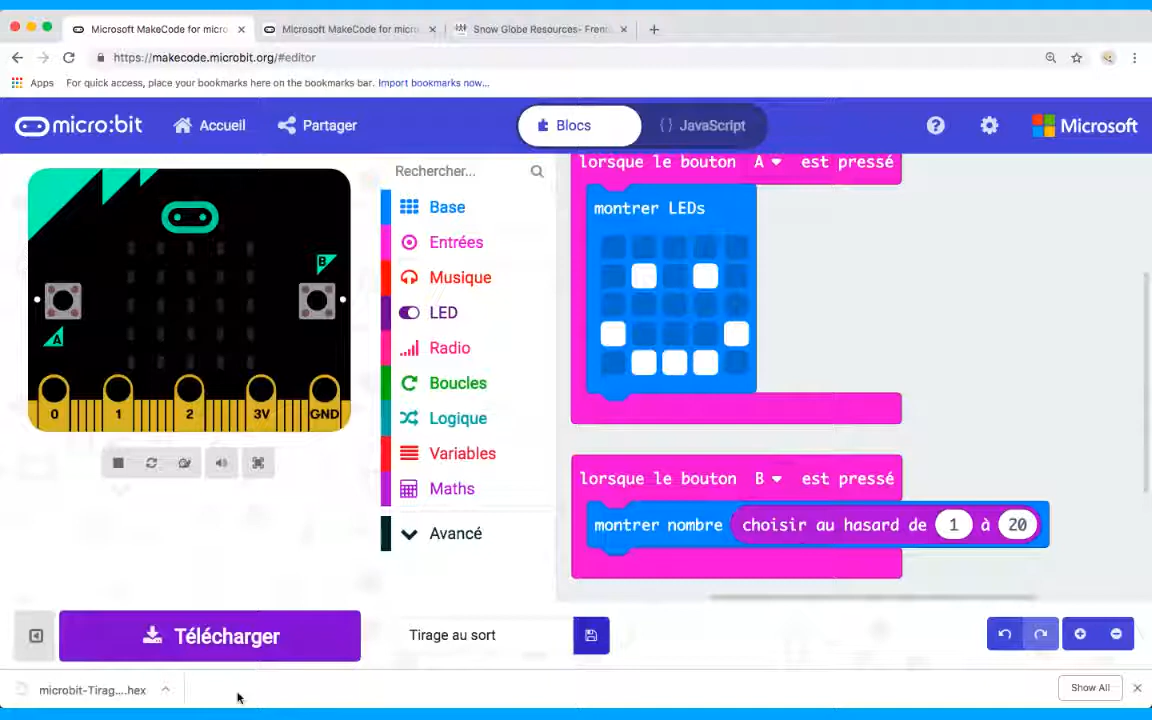 Microsoft MakeCode for micro
Microsoft MakeCode for micro
Snow Globe Resources- Fren
https://makecode.microbit.org/#editor
Apps
For quick access, place your bookmarks here on the bookmarks bar. Import bookmarks now...
micro:bit
Accueil
Partager
Blocs
{} JavaScript
Microsoft
lorsque le bouton A est pressé
Rechercher...
montrer LEDs
Base
Entrées
B
Musique
LED
A
Radio
Boucles
0 1 2 3V GND
Logique
Variables
lorsque le bouton B est pressé
Maths
montrer nombre choisir au hasard de 1 à 20
Avancé
Télécharger
Tirage au sort
microbit-Tirag....hex
Show All